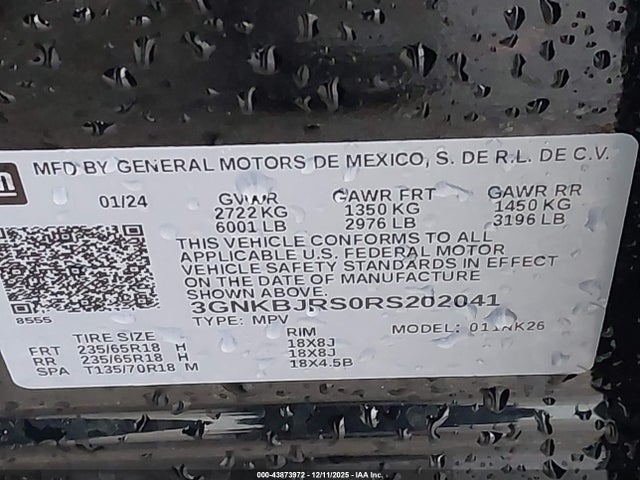 m
MFD BY GENERAL MOTORS DE MEXICO, S. DE R.L. DE C.V.
01/24 GVWR GAWR FRT GAWR RR
2722 KG 1350 KG 1450 KG
6001 LB 2976 LB 3196 LB
THIS VEHICLE CONFORMS TO ALL
APPLICABLE U.S. FEDERAL MOTOR
VEHICLE SAFETY STANDARDS IN EFFECT
ON THE DATE OF MANUFACTURE
SHOWN ABOVE.
8555
3GNKBJRS0RS202041
TYPE: MPV MODEL: 011NK26
TIRE SIZE RIM
FRT 235/65R18 H 18X8J
RR 235/65R18 H 18X8J
SPA T135/70R18 M 18X4.5B
000-43873972 - 12/11/2025 - IAA Inc.